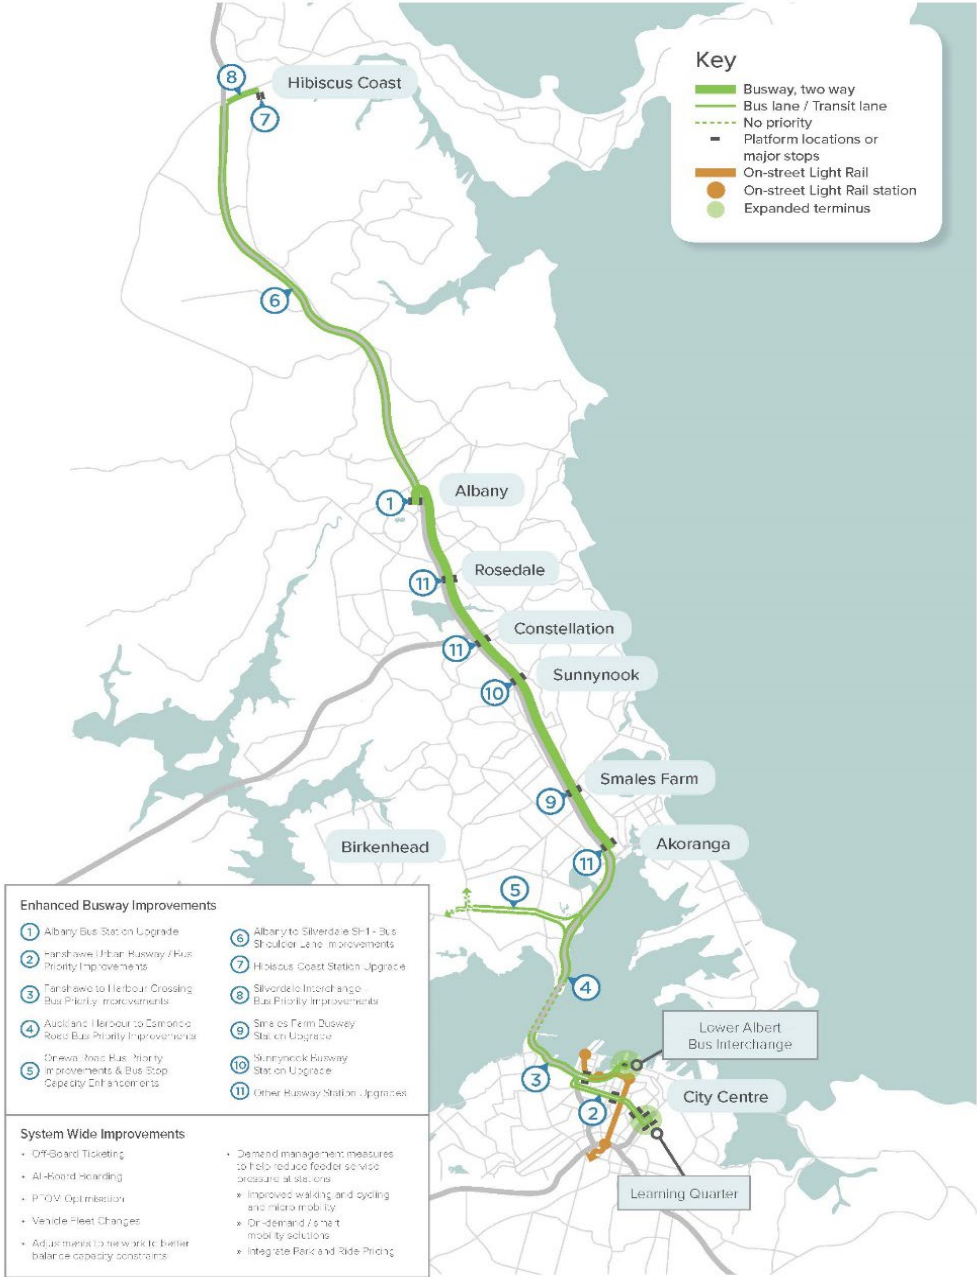 8
Hibiscus Coast
7
Key
Busway, two way
Bus lane / Transit lane
No priority
Platform locations or
major stops
On-street Light Rail
On-street Light Rail station
Expanded terminus
6
Albany
1
Rosedale
11
Constellation
11
Sunnynook
10
Smales Farm
9
Birkenhead
Akoranga
11
5
4
Lower Albert
Bus Interchange
3
City Centre
2
Learning Quarter
Enhanced Busway Improvements
1 Albany Bus Station Upgrade
2 Fanshawe Urban Busway / Bus
Priority Improvements
3 Fanshawe to Harbour Crossing
Bus Priority Improvements
4 Auckland Harbour to Esmonde
Road Bus Priority Improvements
5 Onewa Road Bus Priority
Improvements & Bus Stop
Capacity Enhancements
6 Albany to Silverdale SH1 - Bus
Shoulder Lane Improvements
7 Hibiscus Coast Station Upgrade
8 Silverdale Interchange -
Bus Priority Improvements
9 Smales Farm Busway
Station Upgrade
10 Sunnynook Busway
Station Upgrade
11 Other Busway Station Upgrades
System Wide Improvements
• Off-Board Ticketing
• All-Board Boarding
• PTOM Optimisation
• Vehicle Fleet Changes
• Adjustments to network to better
balance capacity constraints
• Demand management measures
to help reduce feeder service
pressure at stations
» Improved walking and cycling
and micro mobility
» On-demand / smart
mobility solutions
» Integrate Park and Ride Pricing